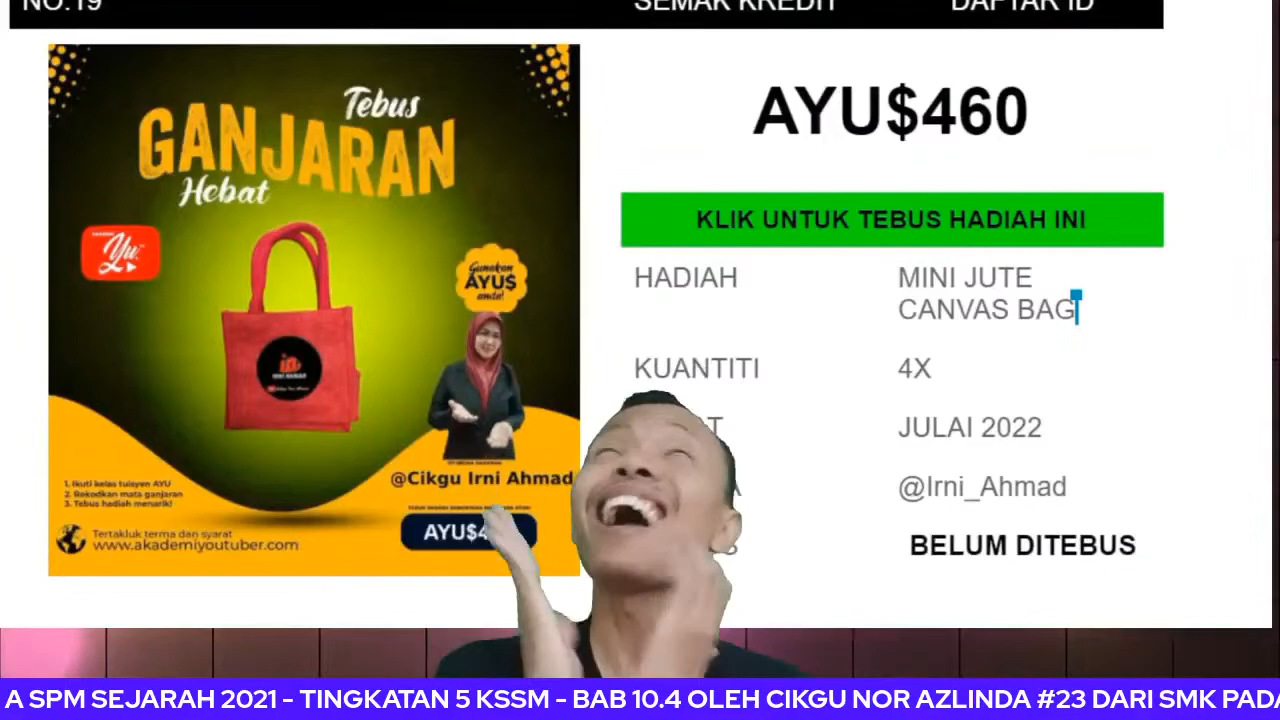 NO.19 SEMAK KREDIT DAFTAR ID
Tebus
GANJARAN
Hebat
Yu
Gunakan
AYU$
anda!
@Cikgu Irni Ahmad
1. Ikuti kelas tuisyen AYU
2. Rekodkan mata ganjaran
3. Tebus hadiah menarik!
Tertakluk terma dan syarat
www.akademiyoutuber.com
AYU$4
AYU$460
KLIK UNTUK TEBUS HADIAH INI
HADIAH MINI JUTE
CANVAS BAG
KUANTITI 4X
T JULAI 2022
A @Irni_Ahmad
S BELUM DITEBUS
A SPM SEJARAH 2021 - TINGKATAN 5 KSSM - BAB 10.4 OLEH CIKGU NOR AZLINDA #23 DARI SMK PADA